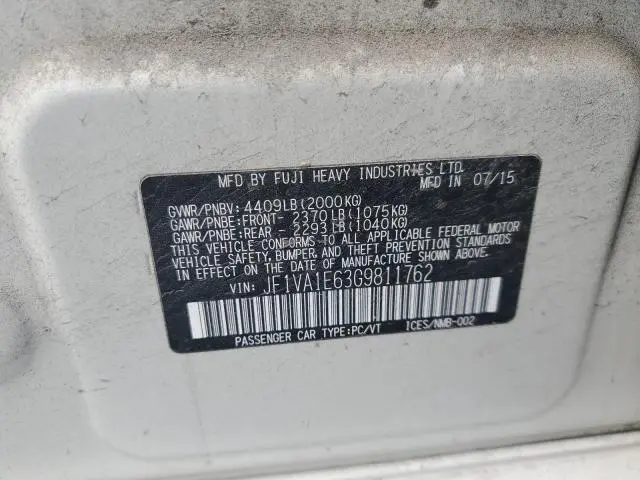 MFD BY FUJI HEAVY INDUSTRIES LTD.
MFD IN 07/15
GVWR/PNBV: 4409LB(2000KG)
GAWR/PNBE:FRONT- 2370LB(1075KG)
GAWR/PNBE:REAR - 2293LB(1040KG)
THIS VEHICLE CONFORMS TO ALL APPLICABLE FEDERAL MOTOR
VEHICLE SAFETY, BUMPER AND THEFT PREVENTION STANDARDS
IN EFFECT ON THE DATE OF MANUFACTURE SHOWN ABOVE.
VIN: JF1VA1E63G9811762
PASSENGER CAR TYPE:PC/VT ICES/NMB-002